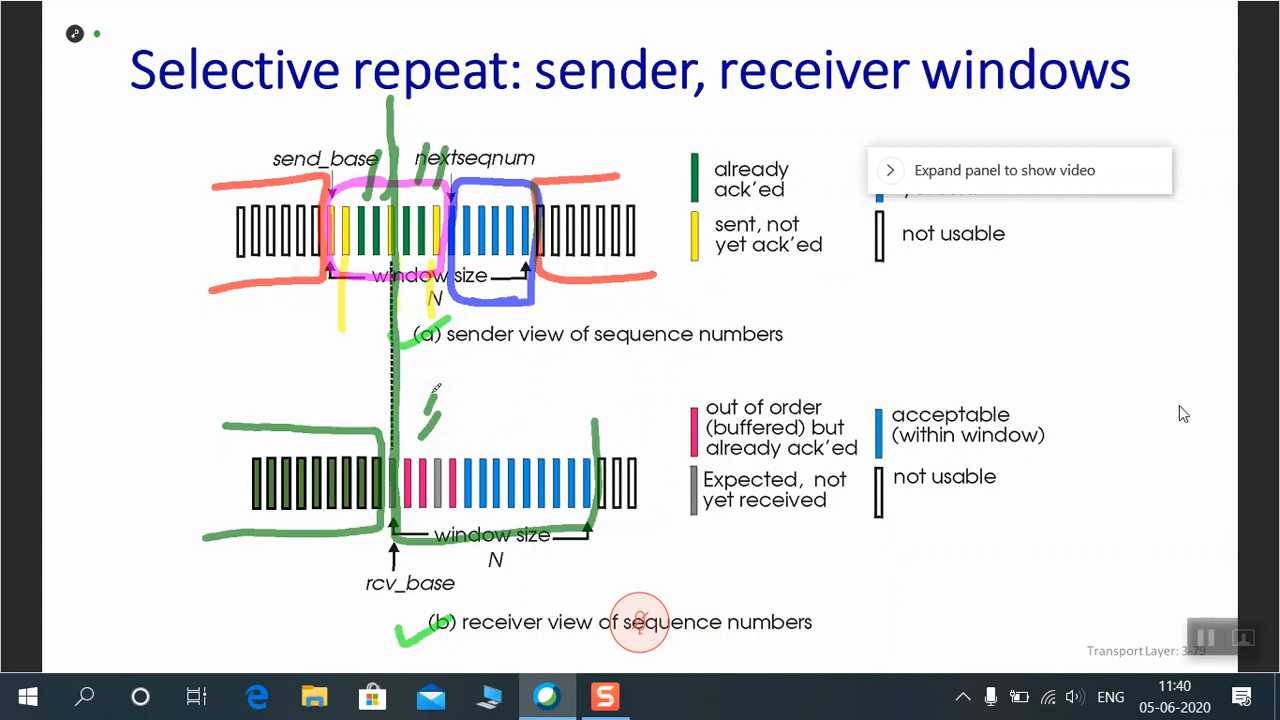 Selective repeat: sender, receiver windows
send_base
nextseqnum
already
ack'ed
Expand panel to show video
sent, not
yet ack'ed
not usable
window size
N
(a) sender view of sequence numbers
out of order
(buffered) but
already ack'ed
acceptable
(within window)
Expected, not
yet received
not usable
window size
N
rcv_base
(b) receiver view of sequence numbers
Transport Layer: 3-79
ENG
11:40
05-06-2020